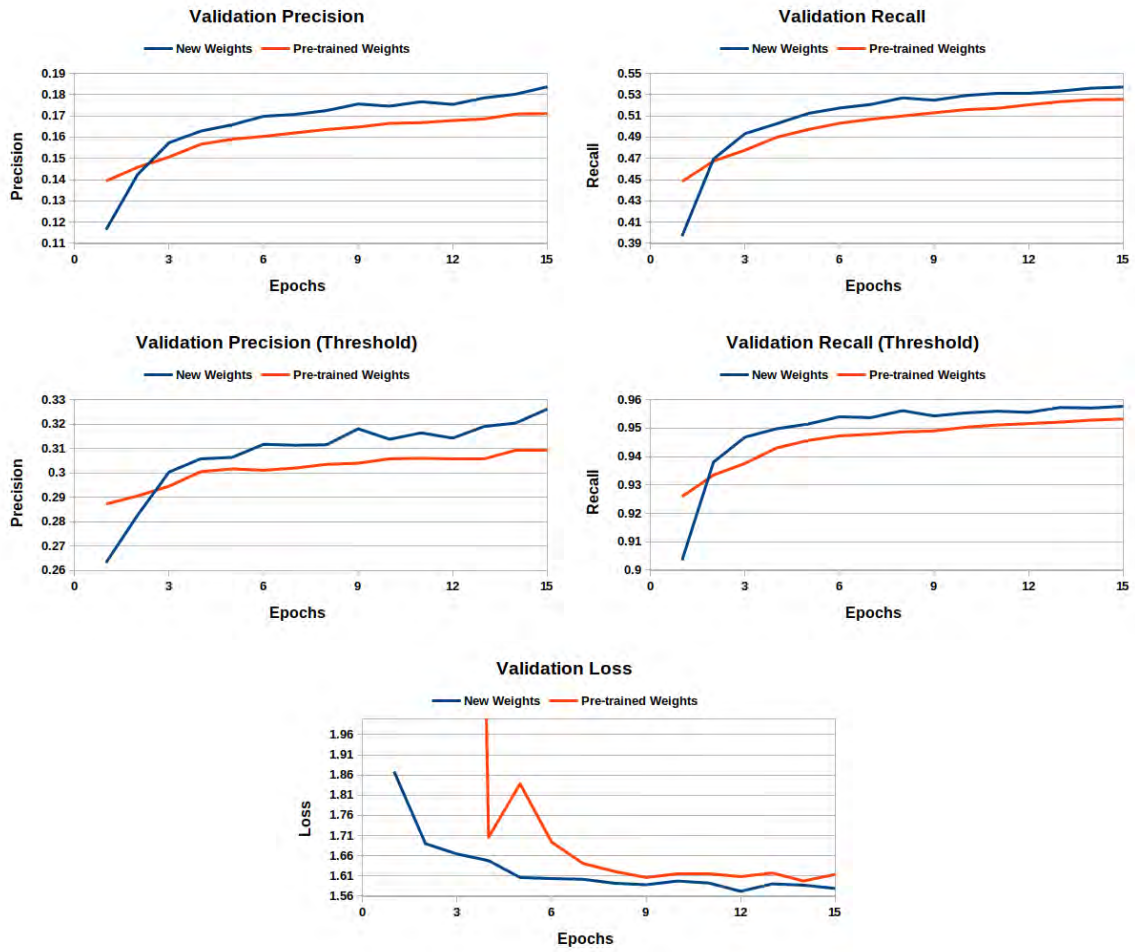 Validation Precision
New Weights Pre-trained Weights
0.19
0.18
0.17
0.16
0.15
0.14
0.13
0.12
0.11
Precision
0 3 6 9 12 15
Epochs
Validation Recall
New Weights Pre-trained Weights
0.55
0.53
0.51
0.49
0.47
0.45
0.43
0.41
0.39
Recall
0 3 6 9 12 15
Epochs
Validation Precision (Threshold)
New Weights Pre-trained Weights
0.33
0.32
0.31
0.3
0.29
0.28
0.27
0.26
Precision
0 3 6 9 12 15
Epochs
Validation Recall (Threshold)
New Weights Pre-trained Weights
0.96
0.95
0.94
0.93
0.92
0.91
0.9
Recall
0 3 6 9 12 15
Epochs
Validation Loss
New Weights Pre-trained Weights
1.96
1.91
1.86
1.81
1.76
1.71
1.66
1.61
1.56
Loss
0 3 6 9 12 15
Epochs